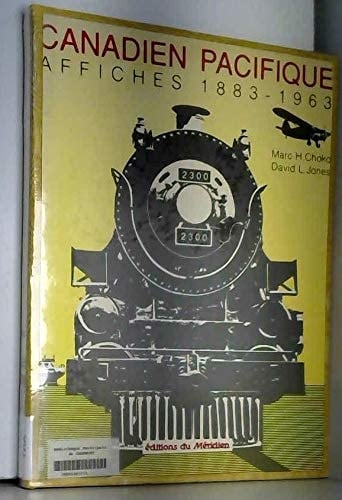 CANADIEN PACIFIQUE
AFFICHES 1883-1963
Marc H. Choko
David L. Jones
2300
2300
éditions du Méridien